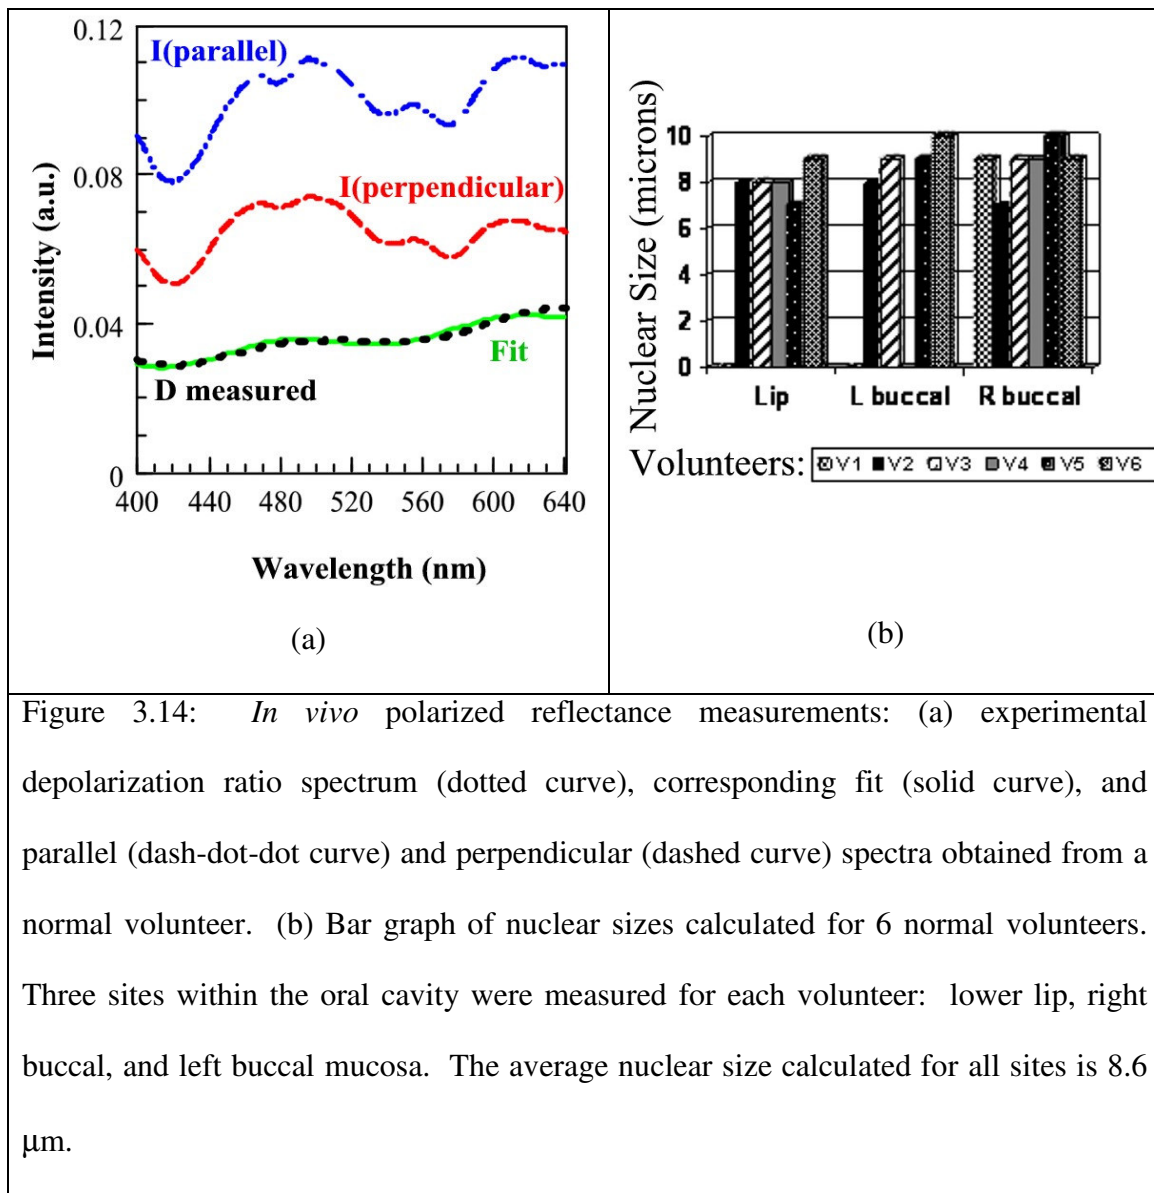 0.12
I(parallel)
0.08
I(perpendicular)
0.04
Fit
D measured
0
400 440 480 520 560 600 640
Intensity (a.u.)
Wavelength (nm)
(a)
Nuclear Size (microns)
10
8
6
4
2
0
Lip L buccal R buccal
Volunteers: V1 V2 V3 V4 V5 V6
(b)
Figure 3.14: In vivo polarized reflectance measurements: (a) experimental
depolarization ratio spectrum (dotted curve), corresponding fit (solid curve), and
parallel (dash-dot-dot curve) and perpendicular (dashed curve) spectra obtained from a
normal volunteer. (b) Bar graph of nuclear sizes calculated for 6 normal volunteers.
Three sites within the oral cavity were measured for each volunteer: lower lip, right
buccal, and left buccal mucosa. The average nuclear size calculated for all sites is 8.6
μm.